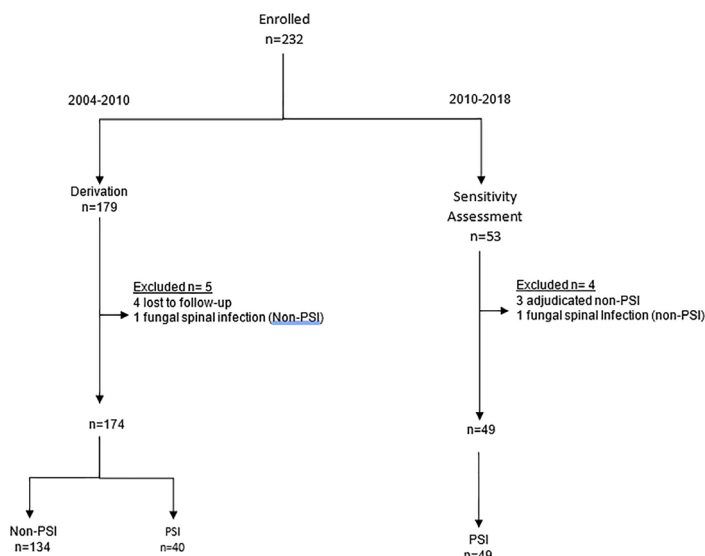 Enrolled
n=232
2004-2010
2010-2018
Derivation
n=179
Sensitivity
Assessment
n=53
Excluded n= 5
4 lost to follow-up
1 fungal spinal infection (Non-PSI)
Excluded n= 4
3 adjudicated non-PSI
1 fungal spinal Infection (non-PSI)
n=174
n=49
Non-PSI
n=134
PSI
n=40
PSI
n=49